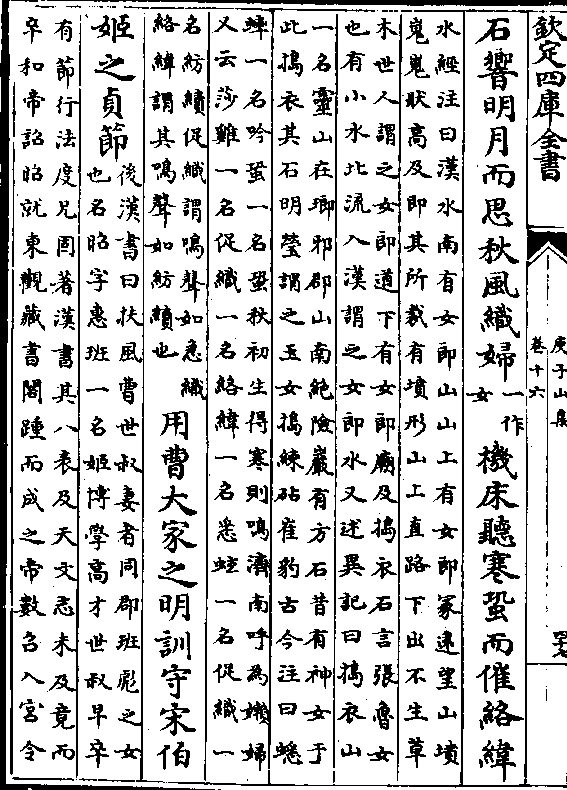 欽定四庫全書
庾子山集
卷十六
石響明月而思秋風織婦一作女機床聽寒蛩而催絡緯
水經注曰漢水南有女郎山山上有女郎冢遠望山墳
嵬嵬狀高及即其所裁有墳形山上直路下出不生草
木世人謂之女郎道下有女郎廟及搗衣石言張魯女
也有小水北流入漢謂之女郎水又述異記曰搗衣山
一名靈山在瑯邪郡山南絶險巖有方石昔有神女于
此搗衣其石明瑩謂之玉女搗練砧崔豹古今注曰蟋
蟀一名吟蛩一名蛩秋初生得寒則鳴濟南呼為嬾婦
又云莎雞一名促織一名絡緯一名悉 一名促織一
名紡績促織謂鳴聲如急織
絡緯謂其鳴聲如紡績也
用曹大家之明訓守宋伯
姬之貞節
後漢書曰扶風曹世叔妻者同郡班彪之女
也名昭字惠班一名姬博學高才世叔早卒
有節行法度兄固著漢書其八表及天文志未及竟而
卒和帝詔昭就東觀藏書閣踵而成之帝數召入宫令